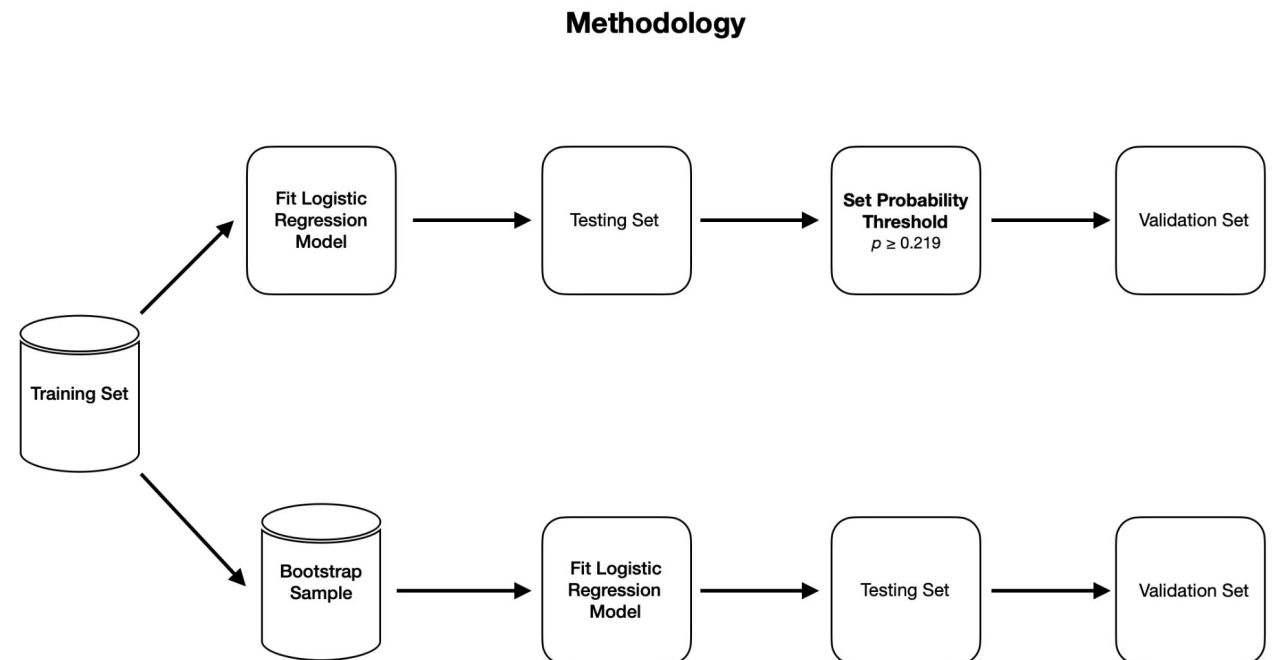 Methodology
Fit Logistic
Regression
Model
Testing Set
Set Probability
Threshold
p ≥ 0.219
Validation Set
Training Set
Bootstrap
Sample
Fit Logistic
Regression
Model
Testing Set
Validation Set